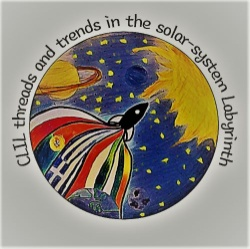 CLIL threads and trends in the solar-system Labyrinth